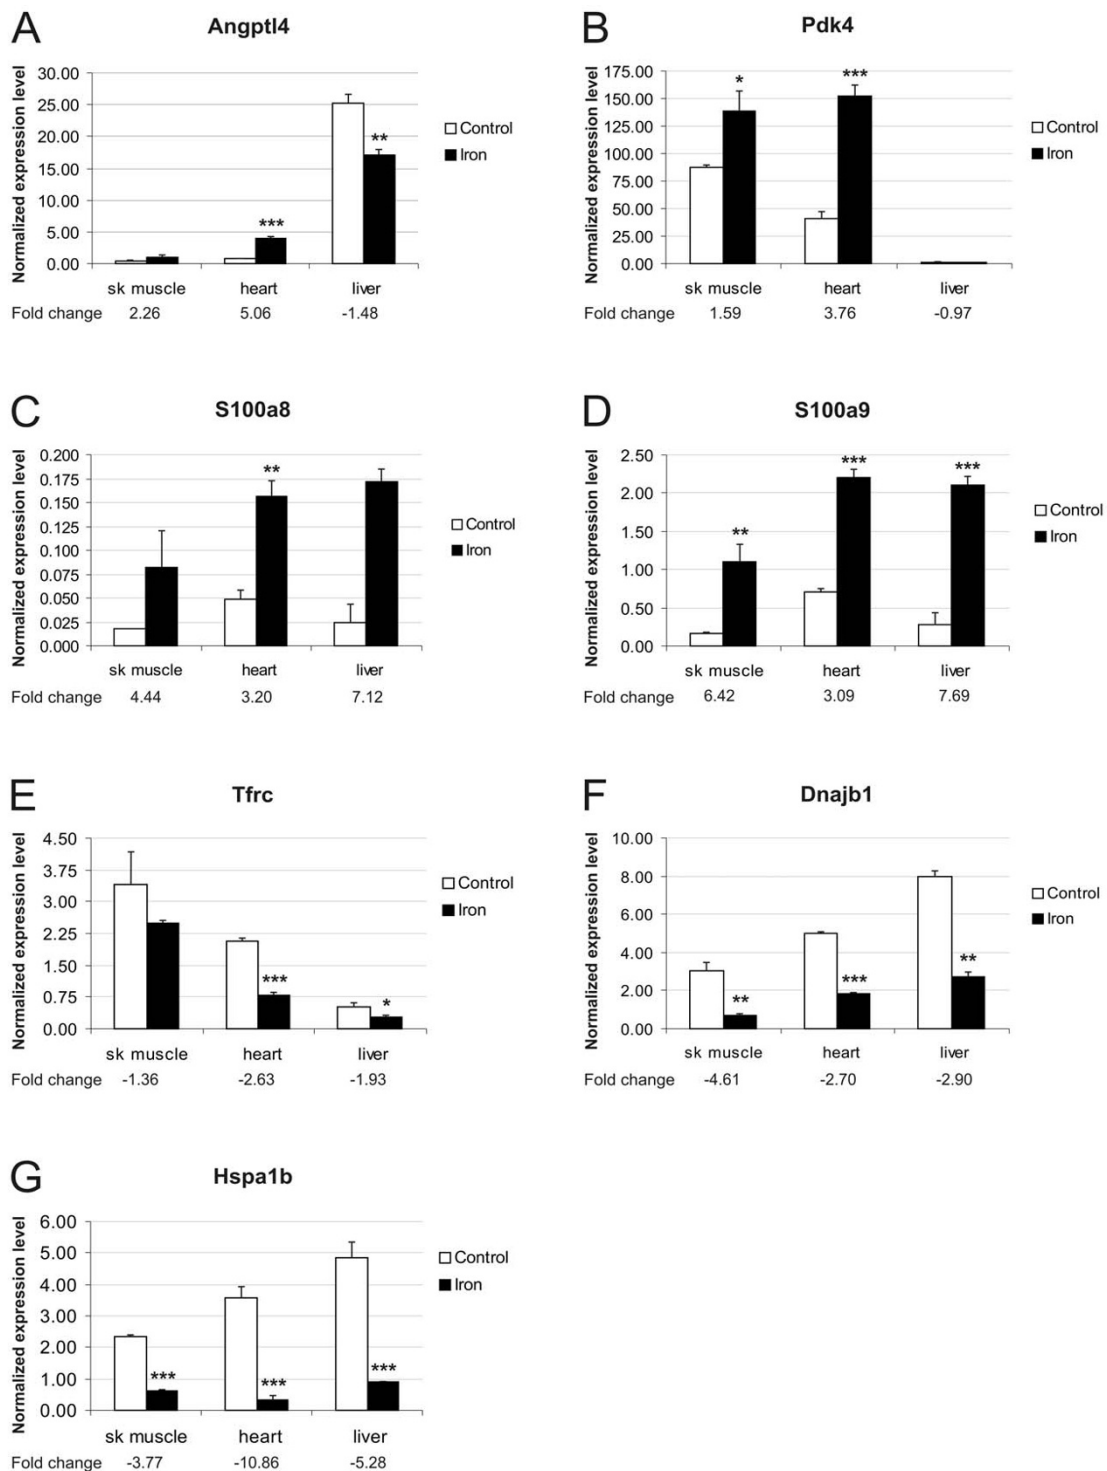 A
Angptl4
Normalized expression level
30.00
25.00
20.00
15.00
10.00
5.00
0.00
**
***
Control
Iron
sk muscle heart liver
Fold change 2.26 5.06 -1.48
B
Pdk4
Normalized expression level
175.00
150.00
125.00
100.00
75.00
50.00
25.00
0.00
* ***
Control
Iron
sk muscle heart liver
Fold change 1.59 3.76 -0.97
C
S100a8
Normalized expression level
0.200
0.175
0.150
0.125
0.100
0.075
0.050
0.025
0.000
**
Control
Iron
sk muscle heart liver
Fold change 4.44 3.20 7.12
D
S100a9
Normalized expression level
2.50
2.00
1.50
1.00
0.50
0.00
** *** ***
Control
Iron
sk muscle heart liver
Fold change 6.42 3.09 7.69
E
Tfrc
Normalized expression level
4.50
3.75
3.00
2.25
1.50
0.75
0.00
*** *
Control
Iron
sk muscle heart liver
Fold change -1.36 -2.63 -1.93
F
Dnajb1
Normalized expression level
10.00
8.00
6.00
4.00
2.00
0.00
** *** **
Control
Iron
sk muscle heart liver
Fold change -4.61 -2.70 -2.90
G
Hspa1b
Normalized expression level
6.00
5.00
4.00
3.00
2.00
1.00
0.00
*** *** ***
Control
Iron
sk muscle heart liver
Fold change -3.77 -10.86 -5.28